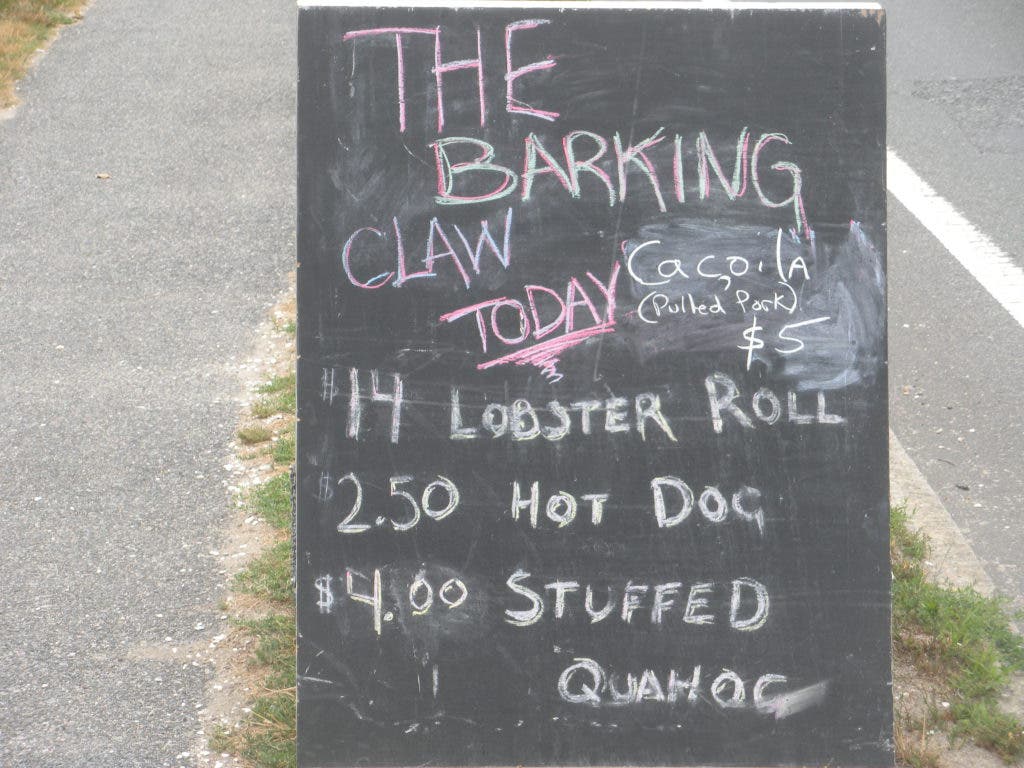 THE
BARKING
CLAW
TODAY
Caçoila
(Pulled Pork)
$5
$14 LOBSTER ROLL
$2.50 HOT DOG
$4.00 STUFFED
QUAHOG